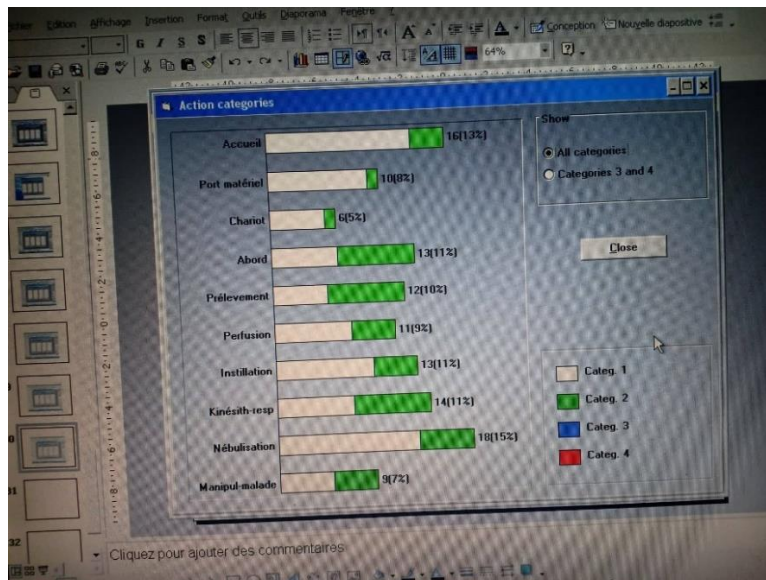 Edition Affichage Insertion Format Outils Diaporama Fenêtre ?
G I S S A A A Conception Nouvelle diapositive
64%
Action categories
Accueil 16(13%)
Port matériel 10(8%)
Chariot 6(5%)
Abord 13(11%)
Prélevement 12(10%)
Perfusion 11(9%)
Instillation 13(11%)
Kinésith-resp 14(11%)
Nébulisation 18(15%)
Manipul-malade 9(7%)
Show
All categories
Categories 3 and 4
Close
Categ. 1
Categ. 2
Categ. 3
Categ. 4
32
Cliquez pour ajouter des commentaires